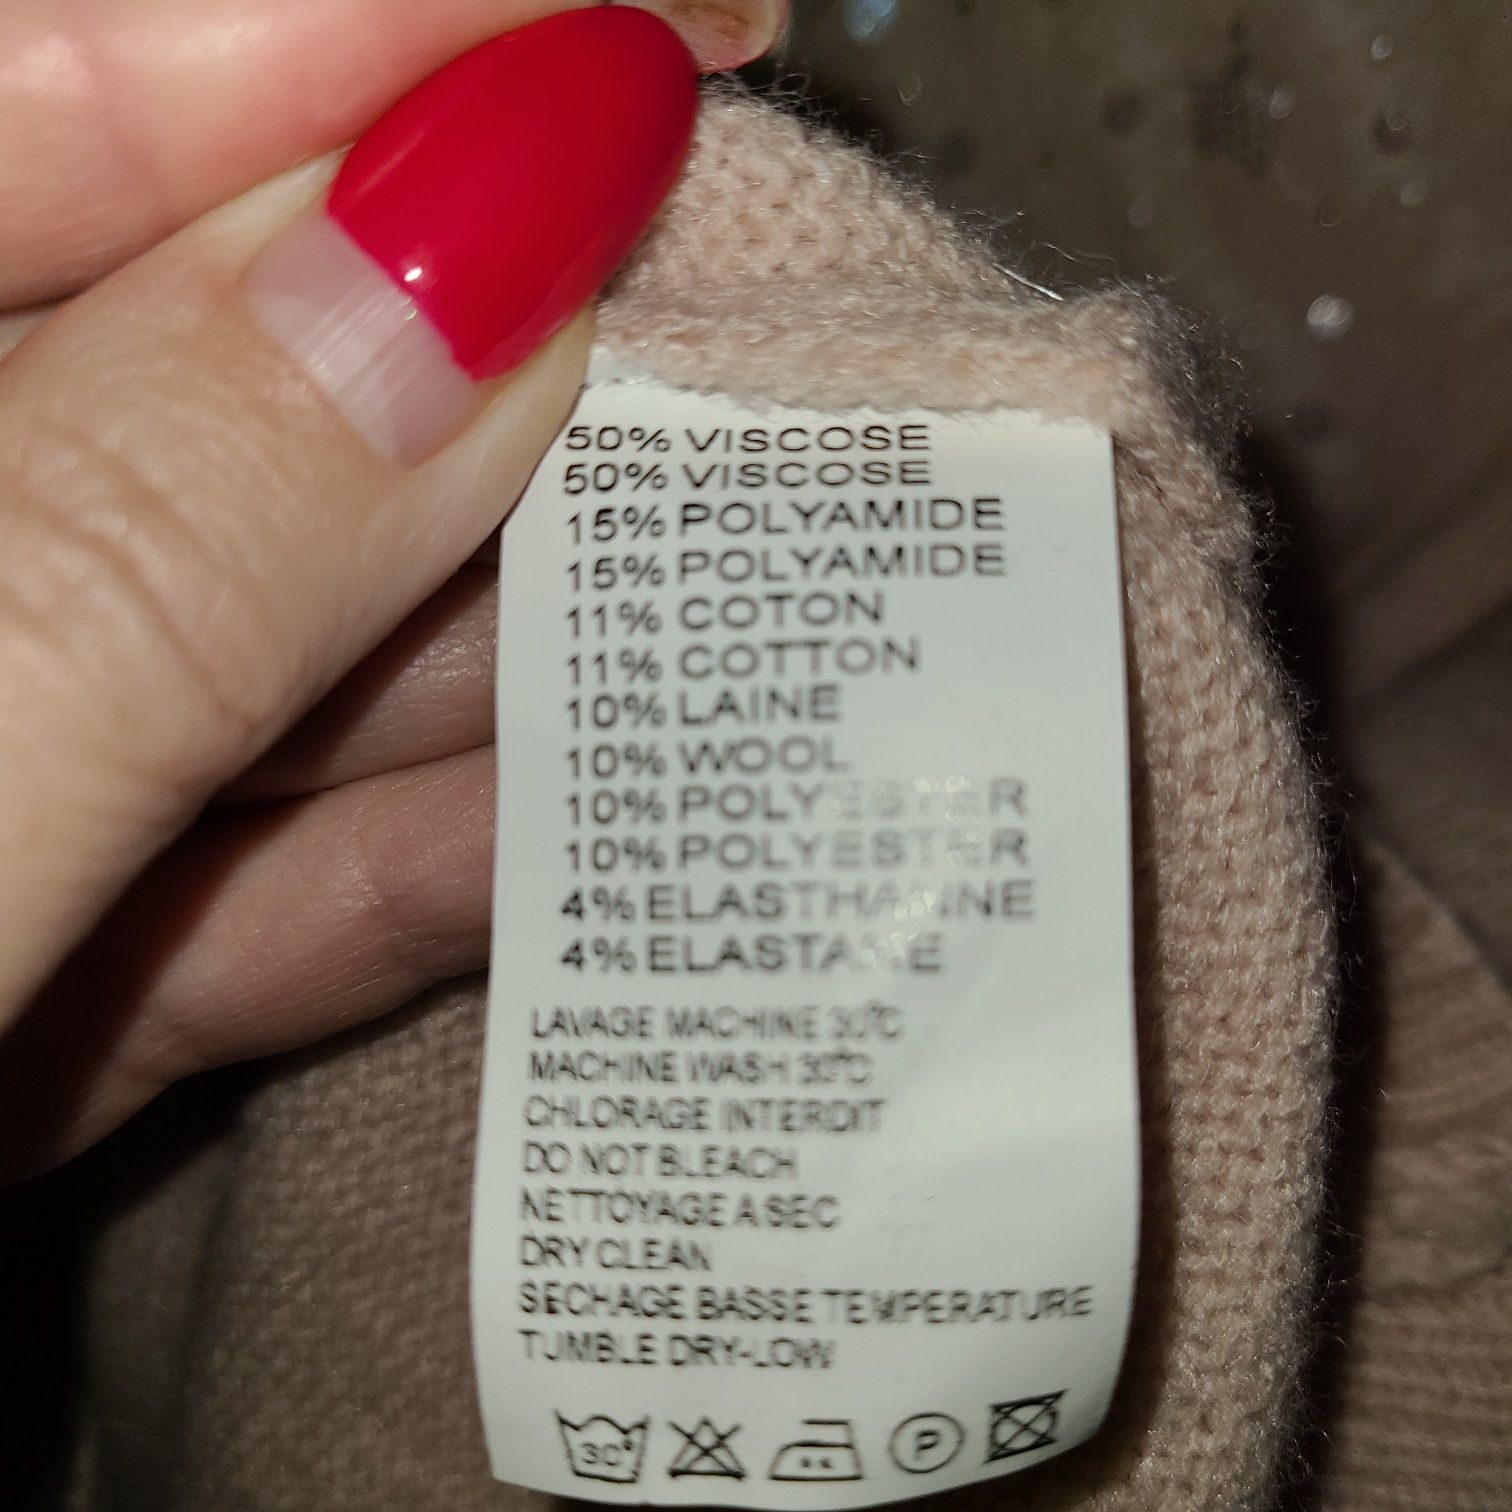 50% VISCOSE
50% VISCOSE
15% POLYAMIDE
15% POLYAMIDE
11% COTON
11% COTTON
10% LAINE
10% WOOL
10% POLYESTER
10% POLYESTER
4% ELASTHANNE
4% ELASTANE
LAVAGE MACHINE 30°C
MACHINE WASH 30°C
CHLORAGE INTERDIT
DO NOT BLEACH
NETTOYAGE A SEC
DRY CLEAN
SECHAGE BASSE TEMPERATURE
TUMBLE DRY-LOW
30° P